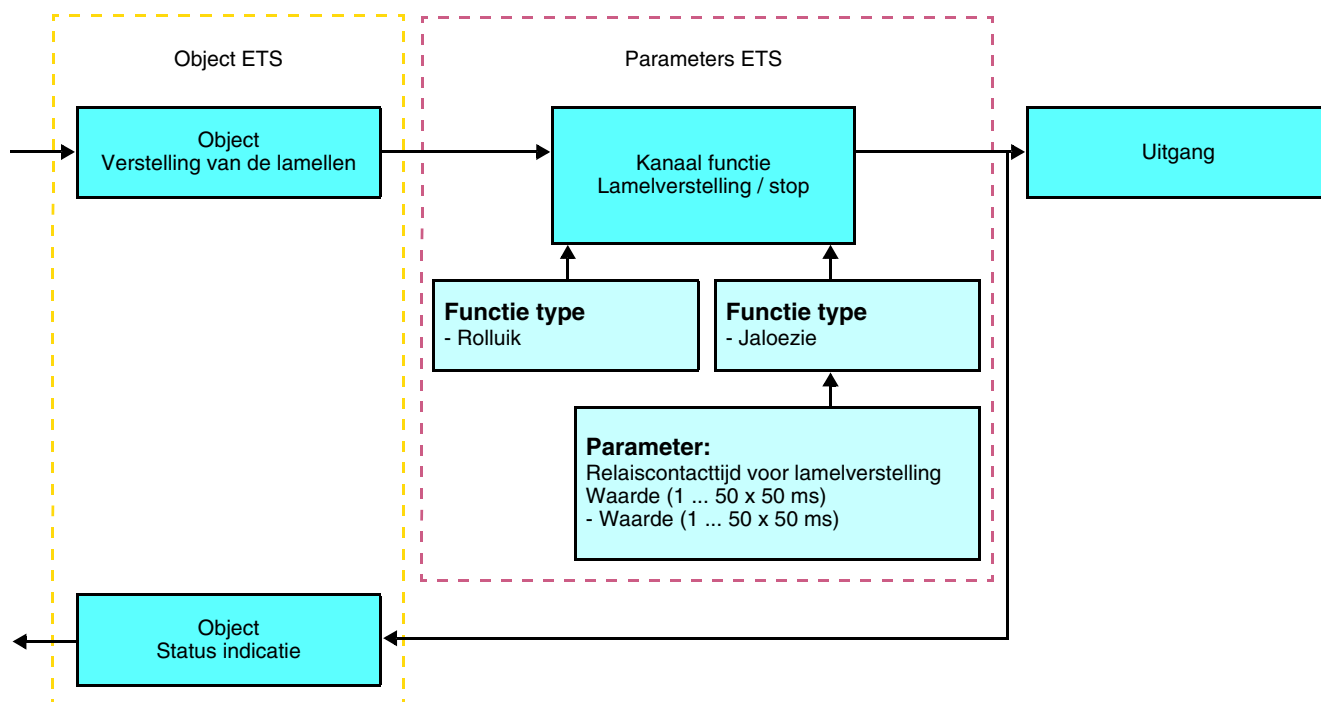 Object ETS
Parameters ETS
Object
Verstelling van de lamellen
Kanaal functie
Lamelverstelling / stop
Uitgang
Functie type
- Rolluik
Functie type
- Jaloezie
Parameter:
Relaiscontacttijd voor lamelverstelling
Waarde (1 ... 50 x 50 ms)
- Waarde (1 ... 50 x 50 ms)
Object
Status indicatie